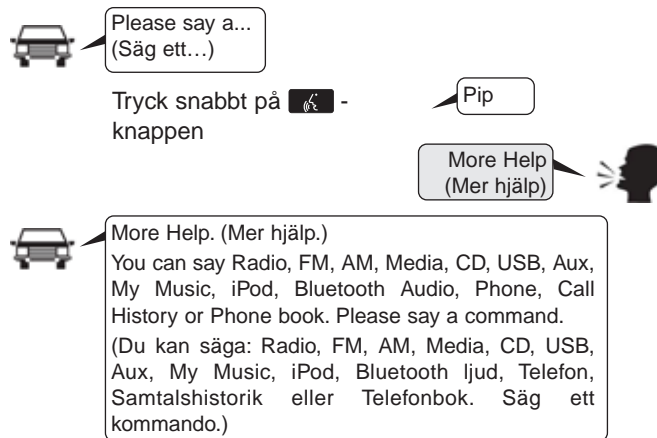 Please say a...
(Säg ett…)
Tryck snabbt på -
knappen
Pip
More Help
(Mer hjälp)
More Help. (Mer hjälp.)
You can say Radio, FM, AM, Media, CD, USB, Aux,
My Music, iPod, Bluetooth Audio, Phone, Call
History or Phone book. Please say a command.
(Du kan säga: Radio, FM, AM, Media, CD, USB,
Aux, My Music, iPod, Bluetooth ljud, Telefon,
Samtalshistorik eller Telefonbok. Säg ett
kommando.)